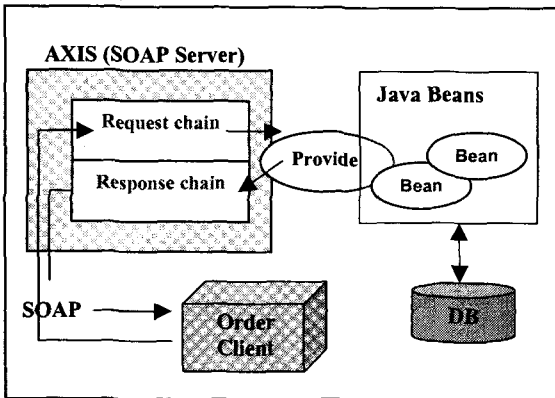 AXIS (SOAP Server)
Request chain
Response chain
Provide
Java Beans
Bean
Bean
SOAP
Order
Client
DB